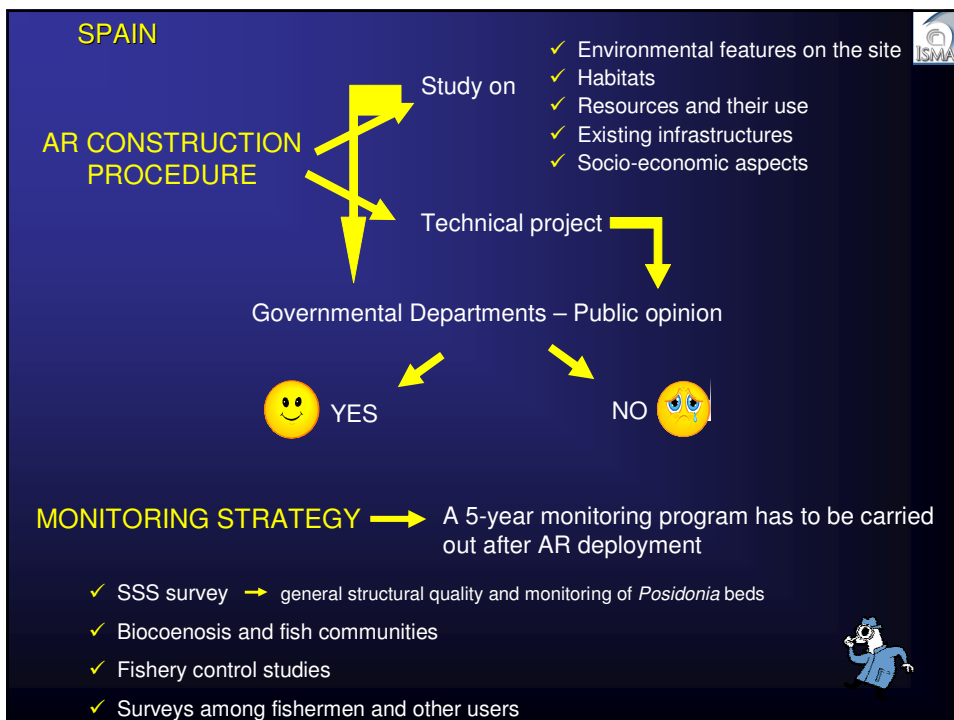 SPAIN
ISMA
Study on
✓ Environmental features on the site
✓ Habitats
✓ Resources and their use
✓ Existing infrastructures
✓ Socio-economic aspects
AR CONSTRUCTION
PROCEDURE
Technical project
Governmental Departments – Public opinion
YES
NO
MONITORING STRATEGY
A 5-year monitoring program has to be carried
out after AR deployment
✓ SSS survey → general structural quality and monitoring of Posidonia beds
✓ Biocoenosis and fish communities
✓ Fishery control studies
✓ Surveys among fishermen and other users